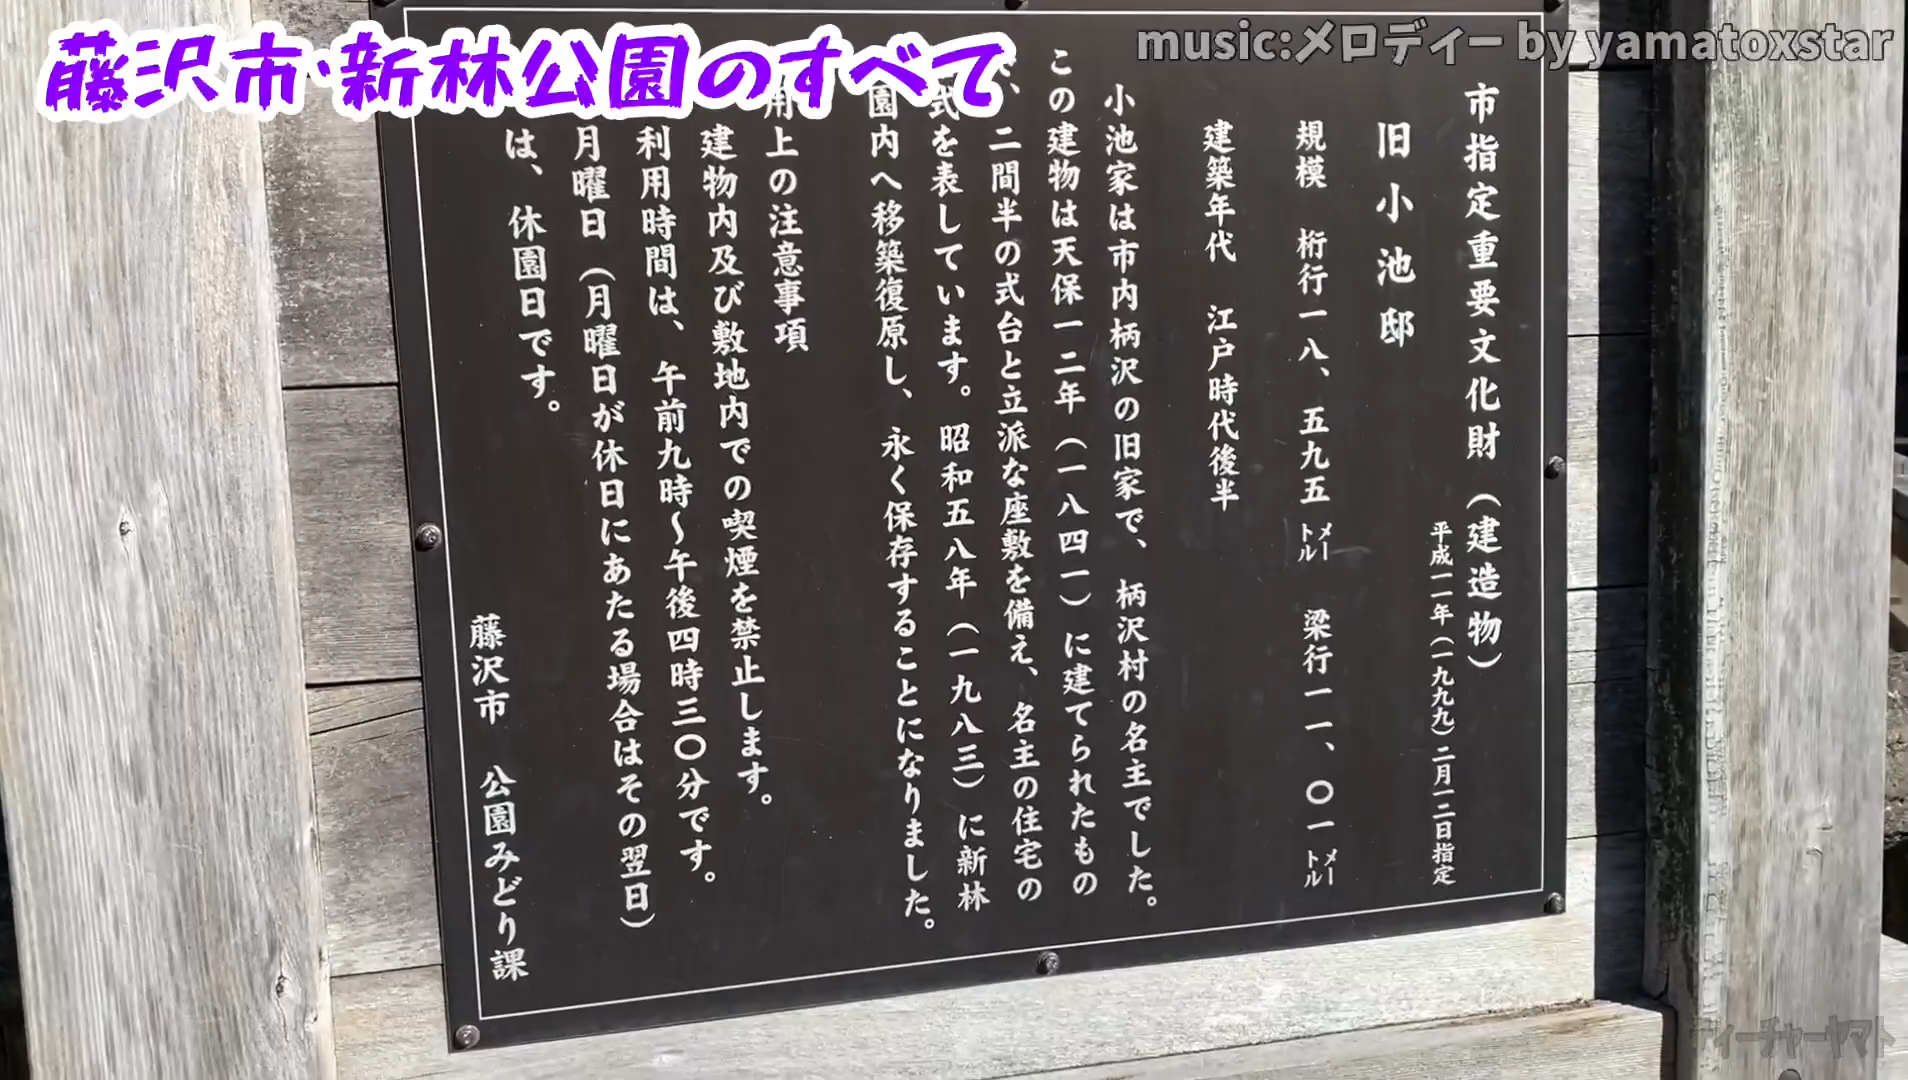 藤沢市・新林公園のすべて
music:メロディー by yamatoxstar
市指定重要文化財（建造物）
平成一一年（一九九九）二月一二日指定
旧小池邸
規模 桁行一八、五九五メートル 梁行一一、〇一メートル
建築年代 江戸時代後半
小池家は市内柄沢の旧家で、柄沢村の名主でした。
この建物は天保一二年（一八四一）に建てられたもの
、二間半の式台と立派な座敷を備え、名主の住宅の
式を表しています。昭和五八年（一九八三）に新林
園内へ移築復原し、永く保存することになりました。
用上の注意事項
建物内及び敷地内での喫煙を禁止します。
利用時間は、午前九時～午後四時三〇分です。
月曜日（月曜日が休日にあたる場合はその翌日）
は、休園日です。
藤沢市 公園みどり課
ティーチャーヤマト